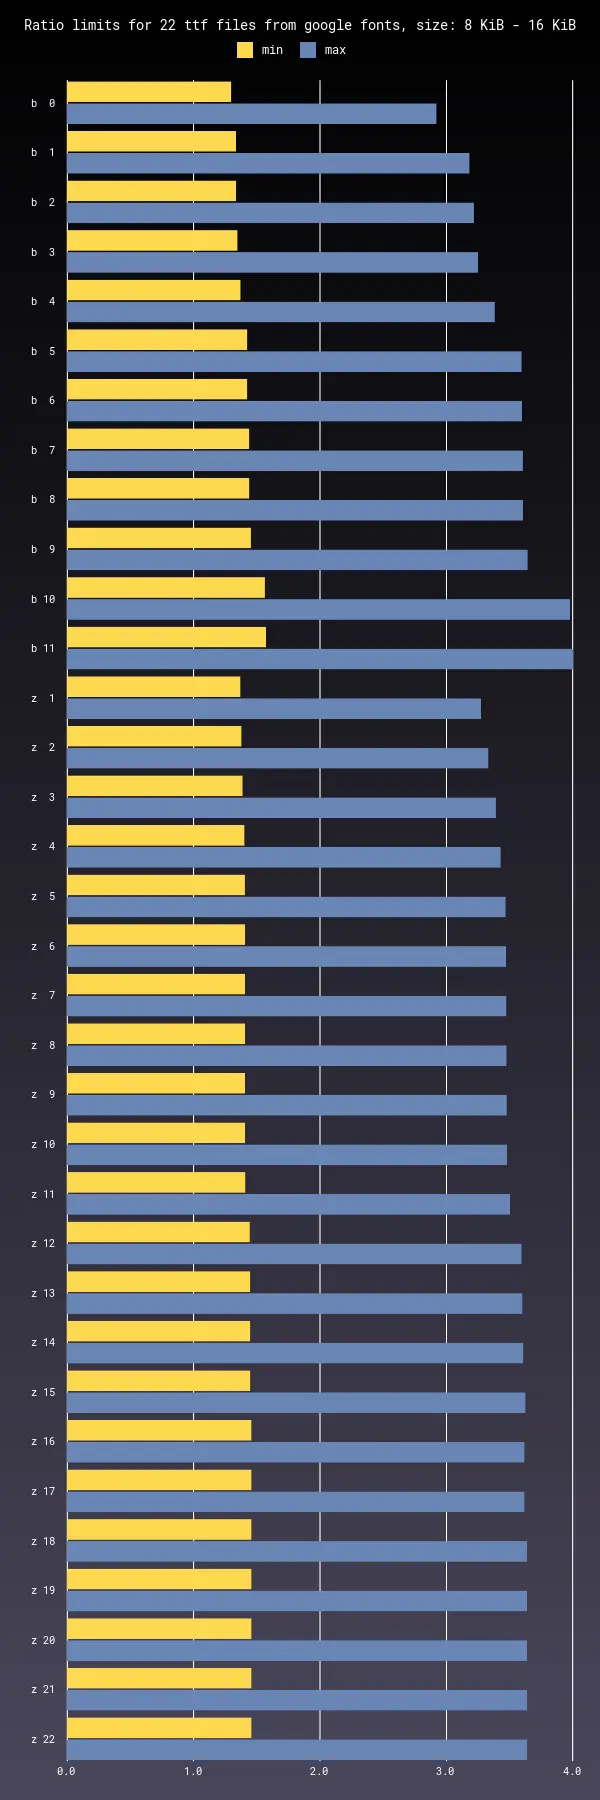 Ratio limits for 22 ttf files from google fonts, size: 8 KiB - 16 KiB
min max
b 0
b 1
b 2
b 3
b 4
b 5
b 6
b 7
b 8
b 9
b 10
b 11
z 1
z 2
z 3
z 4
z 5
z 6
z 7
z 8
z 9
z 10
z 11
z 12
z 13
z 14
z 15
z 16
z 17
z 18
z 19
z 20
z 21
z 22
0.0 1.0 2.0 3.0 4.0